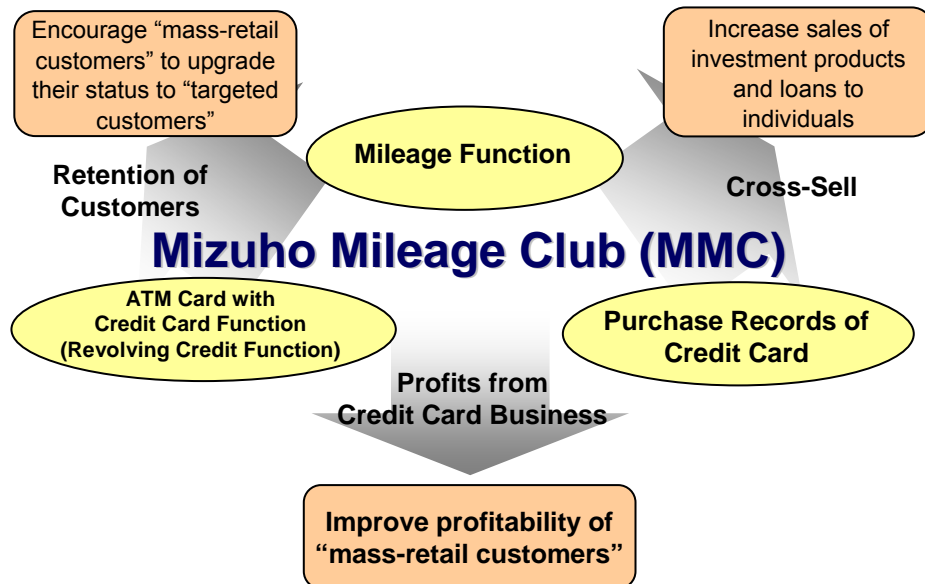 Encourage “mass-retail
customers” to upgrade
their status to “targeted
customers”
Increase sales of
investment products
and loans to
individuals
Mileage Function
Retention of
Customers
Cross-Sell
Mizuho Mileage Club (MMC)
ATM Card with
Credit Card Function
(Revolving Credit Function)
Purchase Records of
Credit Card
Profits from
Credit Card Business
Improve profitability of
“mass-retail customers”